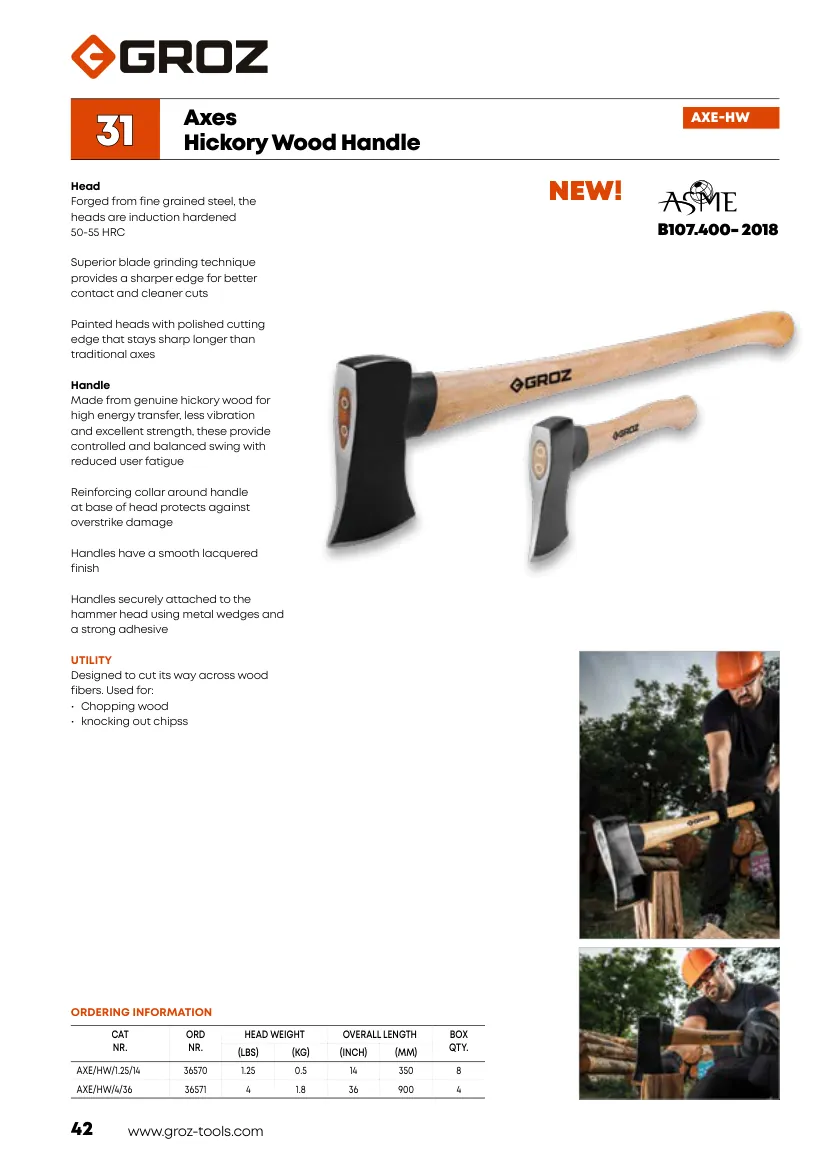 GROZ
31
Axes
Hickory Wood Handle
AXE-HW
Head
Forged from fine grained steel, the
heads are induction hardened
50-55 HRC
Superior blade grinding technique
provides a sharper edge for better
contact and cleaner cuts
Painted heads with polished cutting
edge that stays sharp longer than
traditional axes
Handle
Made from genuine hickory wood for
high energy transfer, less vibration
and excellent strength, these provide
controlled and balanced swing with
reduced user fatigue
Reinforcing collar around handle
at base of head protects against
overstrike damage
Handles have a smooth lacquered
finish
Handles securely attached to the
hammer head using metal wedges and
a strong adhesive
UTILITY
Designed to cut its way across wood
fibers. Used for:
• Chopping wood
• knocking out chipss
NEW!
ASME
B107.400– 2018
GROZ
GROZ
GROZ
GROZ
ORDERING INFORMATION
CAT NR. ORD NR. HEAD WEIGHT OVERALL LENGTH BOX QTY.
(LBS) (KG) (INCH) (MM)
AXE/HW/1.25/14 36570 1.25 0.5 14 350 8
AXE/HW/4/36 36571 4 1.8 36 900 4
42 www.groz-tools.com